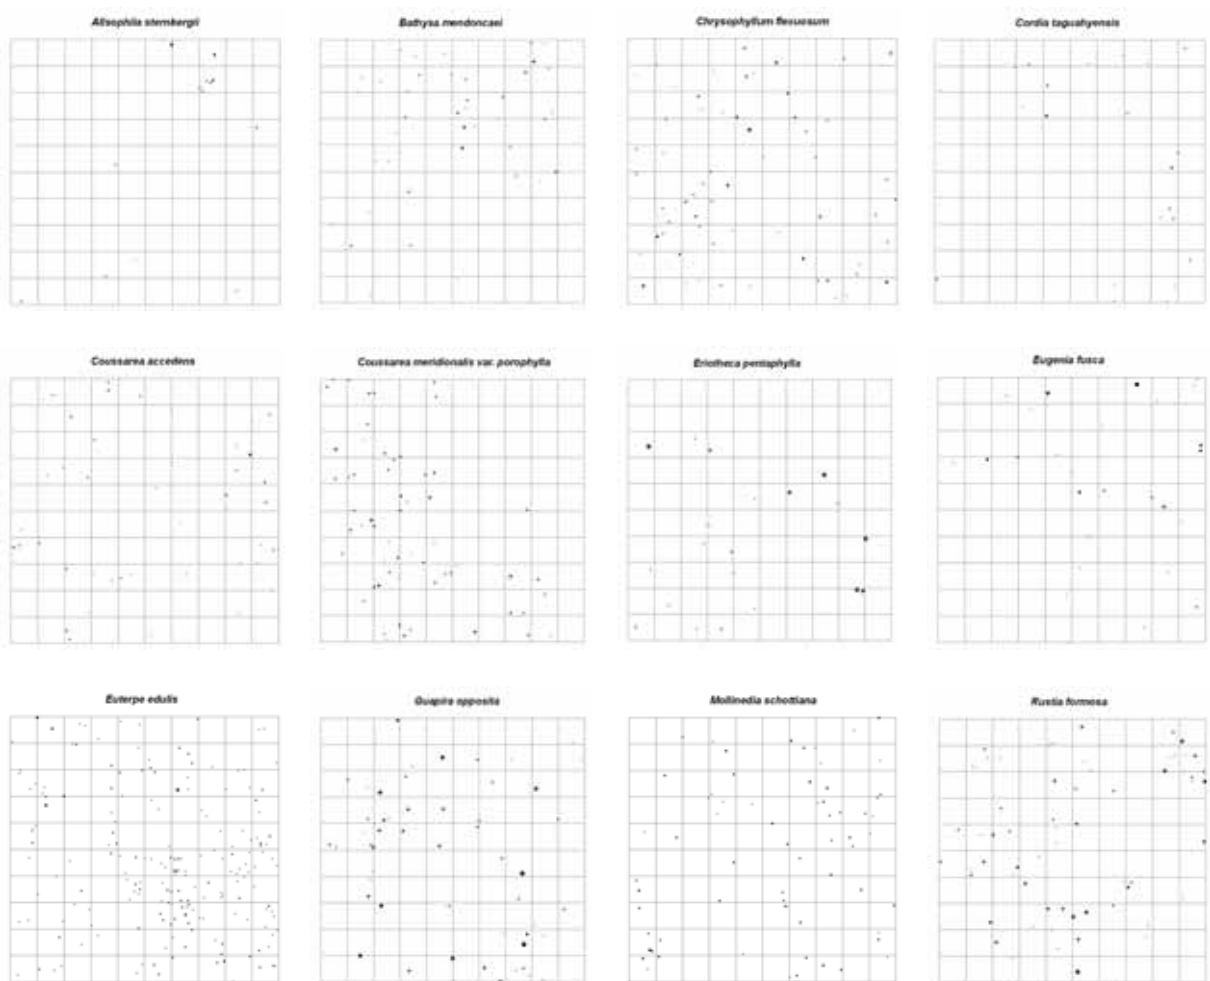 Alsophila sternbergii
Bathysa mendoncaei
Chrysophyllum flexuosum
Cordia taguahyensis
Coussarea accedens
Coussarea meridionalis var. porophylla
Eriotheca pentaphylla
Eugenia fusca
Euterpe edulis
Guapira opposita
Mollinedia schottiana
Rustia formosa